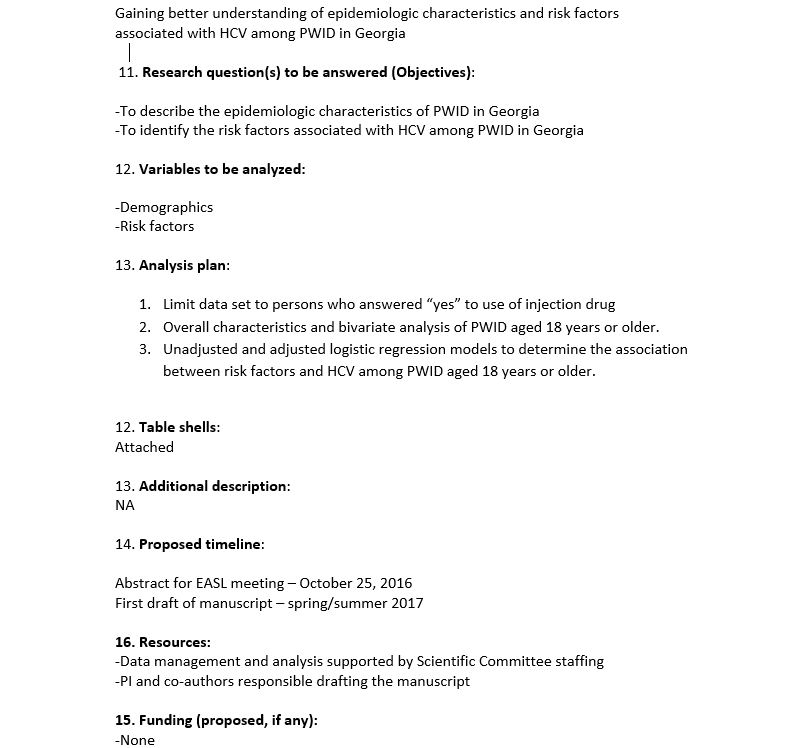 Gaining better understanding of epidemiologic characteristics and risk factors
associated with HCV among PWID in Georgia
11. Research question(s) to be answered (Objectives):
-To describe the epidemiologic characteristics of PWID in Georgia
-To identify the risk factors associated with HCV among PWID in Georgia
12. Variables to be analyzed:
-Demographics
-Risk factors
13. Analysis plan:
1. Limit data set to persons who answered “yes” to use of injection drug
2. Overall characteristics and bivariate analysis of PWID aged 18 years or older.
3. Unadjusted and adjusted logistic regression models to determine the association
between risk factors and HCV among PWID aged 18 years or older.
12. Table shells:
Attached
13. Additional description:
NA
14. Proposed timeline:
Abstract for EASL meeting – October 25, 2016
First draft of manuscript – spring/summer 2017
16. Resources:
-Data management and analysis supported by Scientific Committee staffing
-PI and co-authors responsible drafting the manuscript
15. Funding (proposed, if any):
-None